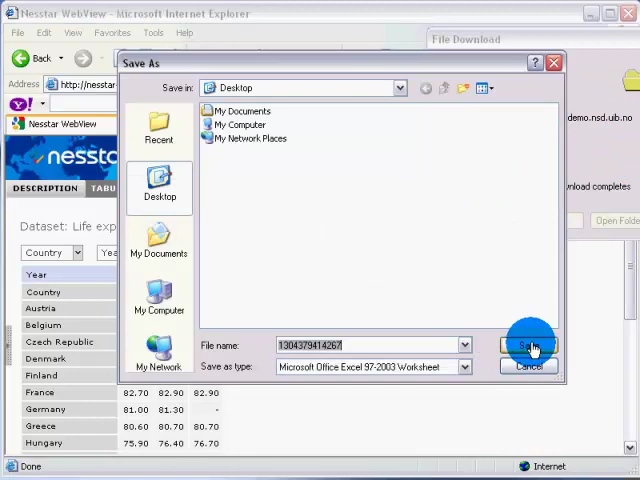 Nesstar WebView - Microsoft Internet Explorer
File Edit View Favorites Tools Help
File Download
Back
Save As
Address http://nesstar
Save in: Desktop
Y!
My Documents
My Computer
My Network Places
Nesstar WebView
demo.nsd.uib.no
Recent
nesstar
DESCRIPTION TABU
Desktop
download completes
Open Folder
Dataset: Life exp
Country Yea
My Documents
Year
Country
Austria
Belgium
Czech Republic
Denmark
Finland
France 82.70 82.90 82.90
Germany 81.00 81.30 -
Greece 80.60 80.70 80.70
Hungary 75.90 76.40 76.70
My Computer
My Network
File name: 1304379414267
Save as type: Microsoft Office Excel 97-2003 Worksheet
Cancel
Done
Internet